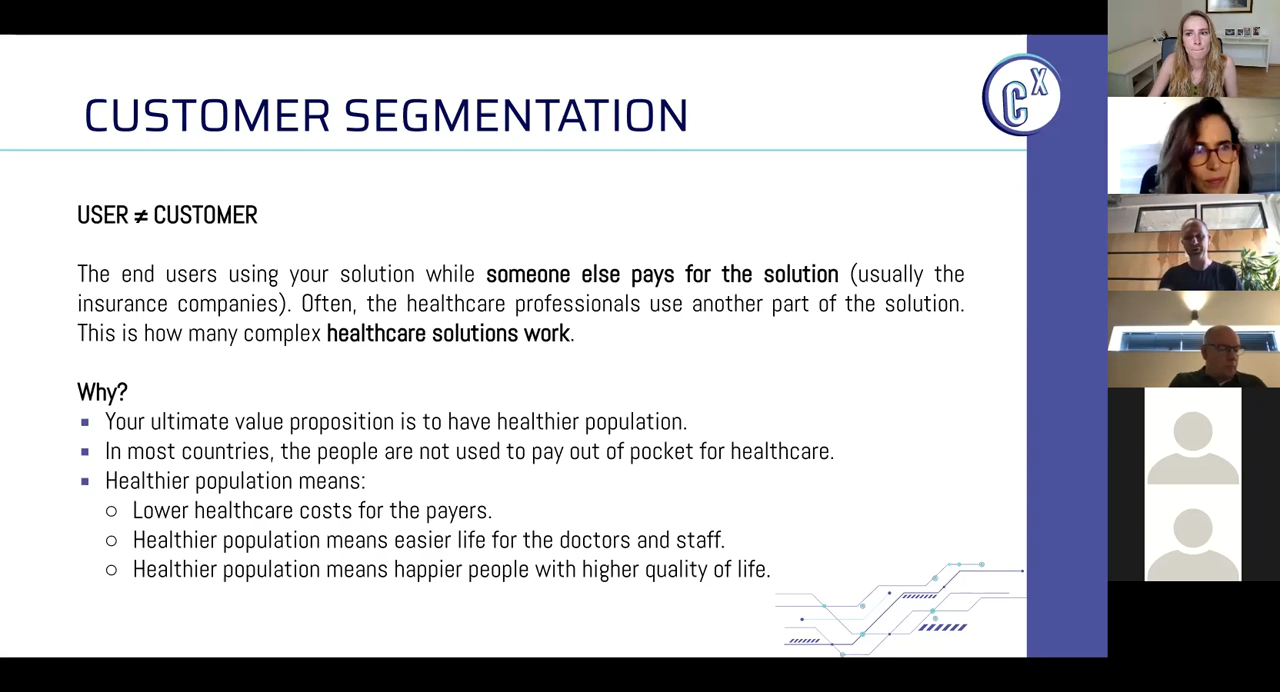 CUSTOMER SEGMENTATION
CX
USER ≠ CUSTOMER
The end users using your solution while someone else pays for the solution (usually the
insurance companies). Often, the healthcare professionals use another part of the solution.
This is how many complex healthcare solutions work.
Why?
▪ Your ultimate value proposition is to have healthier population.
▪ In most countries, the people are not used to pay out of pocket for healthcare.
▪ Healthier population means:
○ Lower healthcare costs for the payers.
○ Healthier population means easier life for the doctors and staff.
○ Healthier population means happier people with higher quality of life.